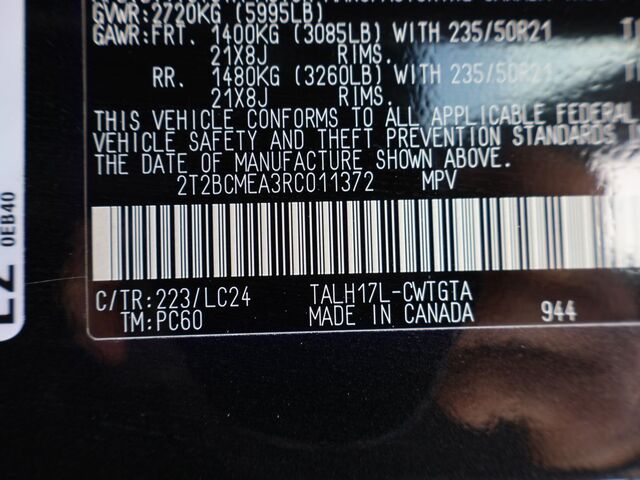 GVWR:2720KG (5995LB)
GAWR:FRT. 1400KG (3085LB) WITH 235/50R21
21X8J RIMS.
RR. 1480KG (3260LB) WITH 235/50R21
21X8J RIMS.
THIS VEHICLE CONFORMS TO ALL APPLICABLE FEDERAL
VEHICLE SAFETY AND THEFT PREVENTION STANDARDS
THE DATE OF MANUFACTURE SHOWN ABOVE.
2T2BCMEA3RC011372 MPV
C/TR:223/LC24 TALH17L-CWTGTA
TM:PC60 MADE IN CANADA 944
0EB40